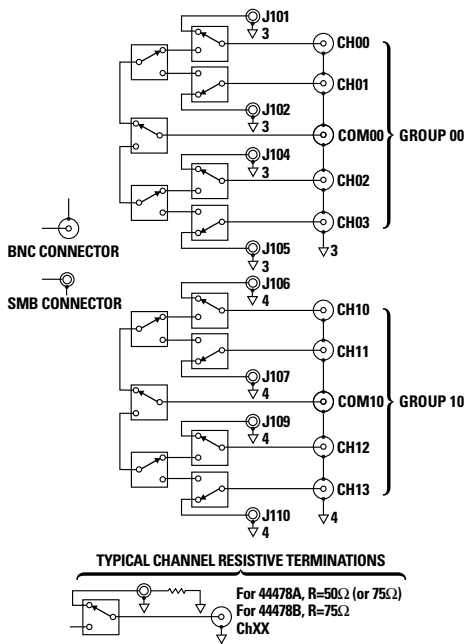 J101
3
CH00
CH01
J102
3
COM00
GROUP 00
J104
3
CH02
CH03
3
J105
3
BNC CONNECTOR
SMB CONNECTOR
J106
4
CH10
CH11
J107
4
COM10
GROUP 10
J109
4
CH12
CH13
4
J110
4
TYPICAL CHANNEL RESISTIVE TERMINATIONS
For 44478A, R=50Ω (or 75Ω)
For 44478B, R=75Ω
ChXX